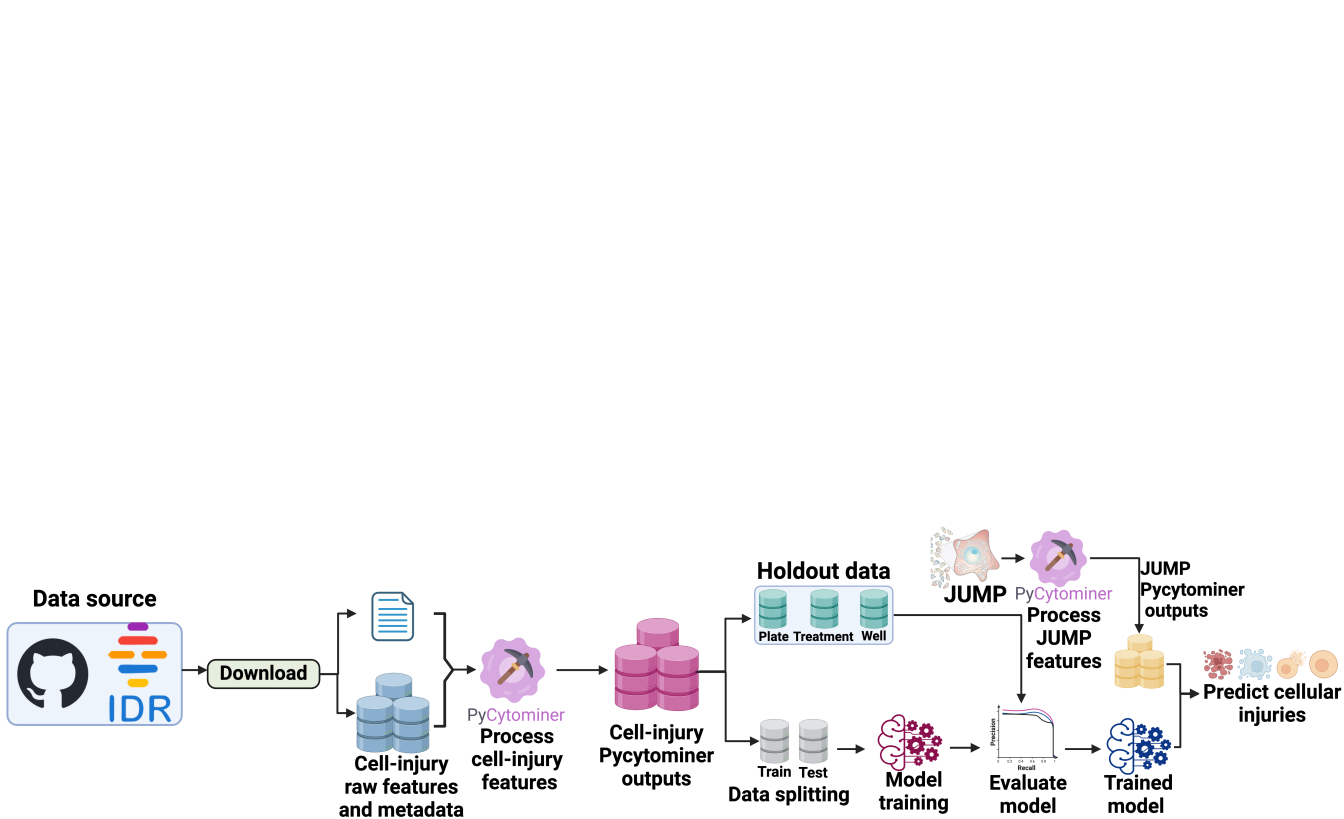 Data source
IDR
Download
Cell-injury
raw features
and metadata
PyCytominer
Process
cell-injury
features
Cell-injury
Pycytominer
outputs
Holdout data
Plate Treatment Well
Train Test
Data splitting
Model
training
Precision
Recall
Evaluate
model
Trained
model
JUMP
PyCytominer
Process
JUMP
features
JUMP
Pycytominer
outputs
Predict cellular
injuries